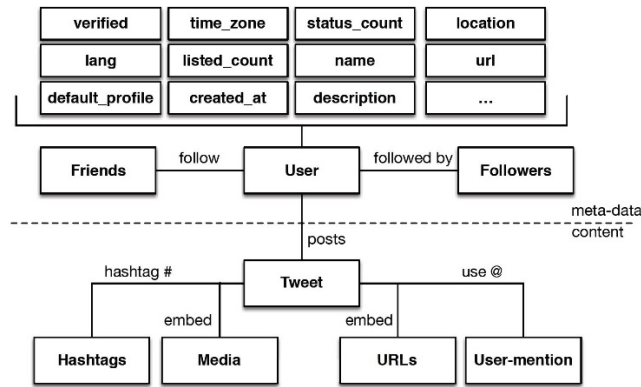 verified time_zone status_count location
lang listed_count name url
default_profile created_at description ...
follow followed by
Friends User Followers
meta-data
content
posts
hashtag # Tweet use @
embed embed
Hashtags Media URLs User-mention